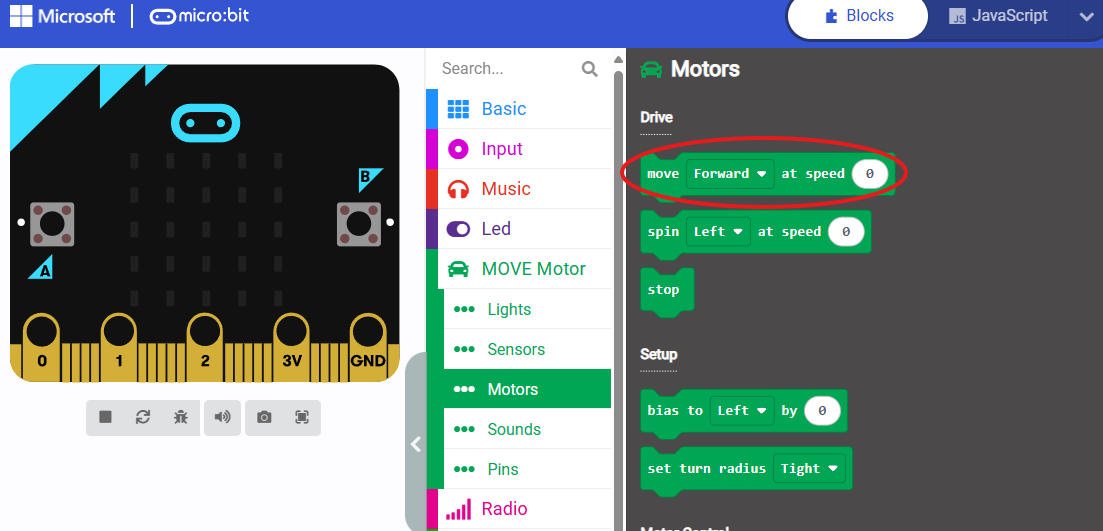 Microsoft | micro:bit
Blocks
JavaScript
Search...
Basic
Input
Music
Led
MOVE Motor
Lights
Sensors
Motors
Sounds
Pins
Radio
Motors
Drive
move Forward at speed 0
spin Left at speed 0
stop
Setup
bias to Left by 0
set turn radius Tight
B
A
0 1 2 3V GND